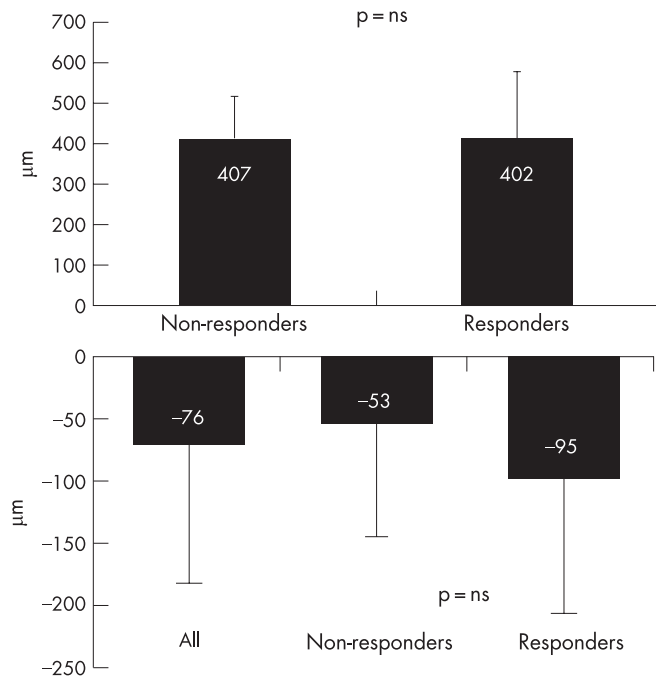 p = ns
700
600
500
400
300
200
100
0
µm
407
402
Non-responders
Responders
0
–50
–100
–150
–200
–250
µm
–76
–53
–95
p = ns
All
Non-responders
Responders